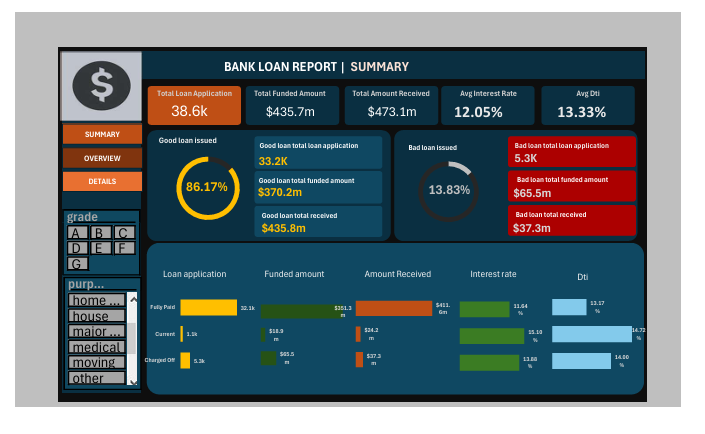 BANK LOAN REPORT | SUMMARY
$
Total Loan Application
38.6k
Total Funded Amount
$435.7m
Total Amount Received
$473.1m
Avg Interest Rate
12.05%
Avg Dti
13.33%
SUMMARY
OVERVIEW
DETAILS
grade
A B C
D E F
G
purp...
home ...
house
major ...
medical
moving
other
Good loan issued
86.17%
Good loan total loan application
33.2K
Good loan total funded amount
$370.2m
Good loan total received
$435.8m
Bad loan issued
13.83%
Bad loan total loan application
5.3K
Bad loan total funded amount
$65.5m
Bad loan total received
$37.3m
Loan application
Fully Paid 32.1k
Current 1.1k
Charged Off 5.3k
Funded amount
$351.3
m
$18.9
m
$65.5
m
Amount Received
$411.
6m
$24.2
m
$37.3
m
Interest rate
11.64
%
15.10
%
13.88
%
Dti
13.17
%
14.72
%
14.00
%